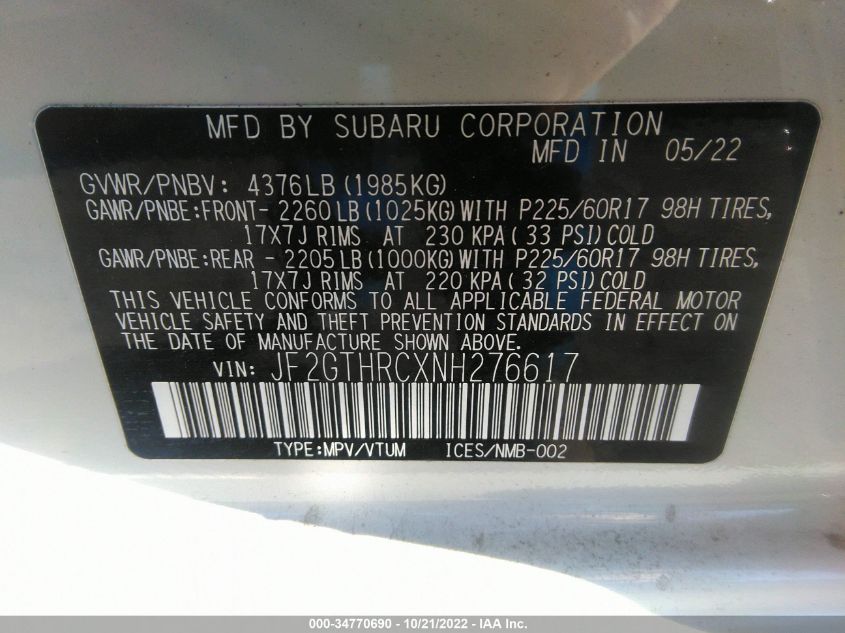 MFD BY SUBARU CORPORATION
MFD IN 05/22
GVWR/PNBV: 4376LB(1985KG)
GAWR/PNBE:FRONT- 2260LB(1025KG)WITH P225/60R17 98H TIRES,
17X7J RIMS AT 230 KPA(33 PSI)COLD
GAWR/PNBE:REAR - 2205LB(1000KG)WITH P225/60R17 98H TIRES,
17X7J RIMS AT 220 KPA(32 PSI)COLD
THIS VEHICLE CONFORMS TO ALL APPLICABLE FEDERAL MOTOR
VEHICLE SAFETY AND THEFT PREVENTION STANDARDS IN EFFECT ON
THE DATE OF MANUFACTURE SHOWN ABOVE.
VIN: JF2GTHRCXNH276617
TYPE:MPV/VTUM ICES/NMB-002
000-34770690 - 10/21/2022 - IAA Inc.